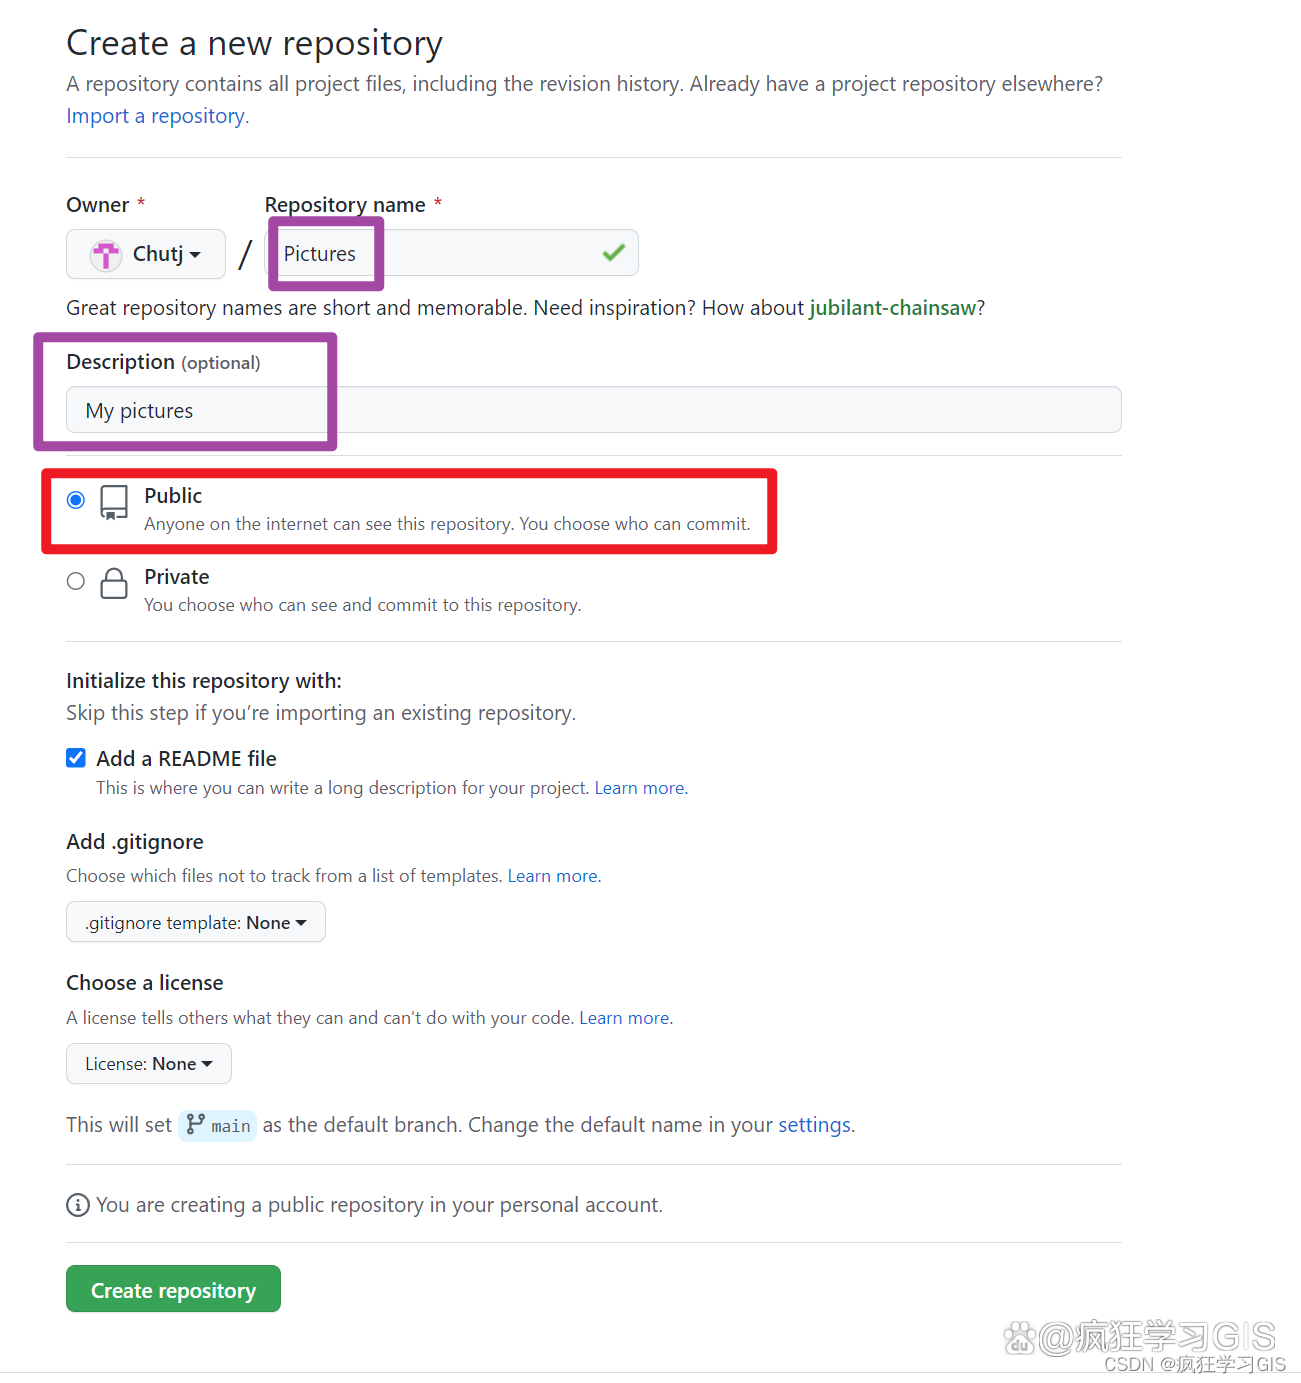 Create a new repository
A repository contains all project files, including the revision history. Already have a project repository elsewhere?
Import a repository.
Owner * Repository name *
Chutj / Pictures
Great repository names are short and memorable. Need inspiration? How about jubilant-chainsaw?
Description (optional)
My pictures
Public
Anyone on the internet can see this repository. You choose who can commit.
Private
You choose who can see and commit to this repository.
Initialize this repository with:
Skip this step if you’re importing an existing repository.
Add a README file
This is where you can write a long description for your project. Learn more.
Add .gitignore
Choose which files not to track from a list of templates. Learn more.
.gitignore template: None
Choose a license
A license tells others what they can and can't do with your code. Learn more.
License: None
This will set main as the default branch. Change the default name in your settings.
You are creating a public repository in your personal account.
Create repository
du @疯狂学习GIS
CSDN @疯狂学习GIS